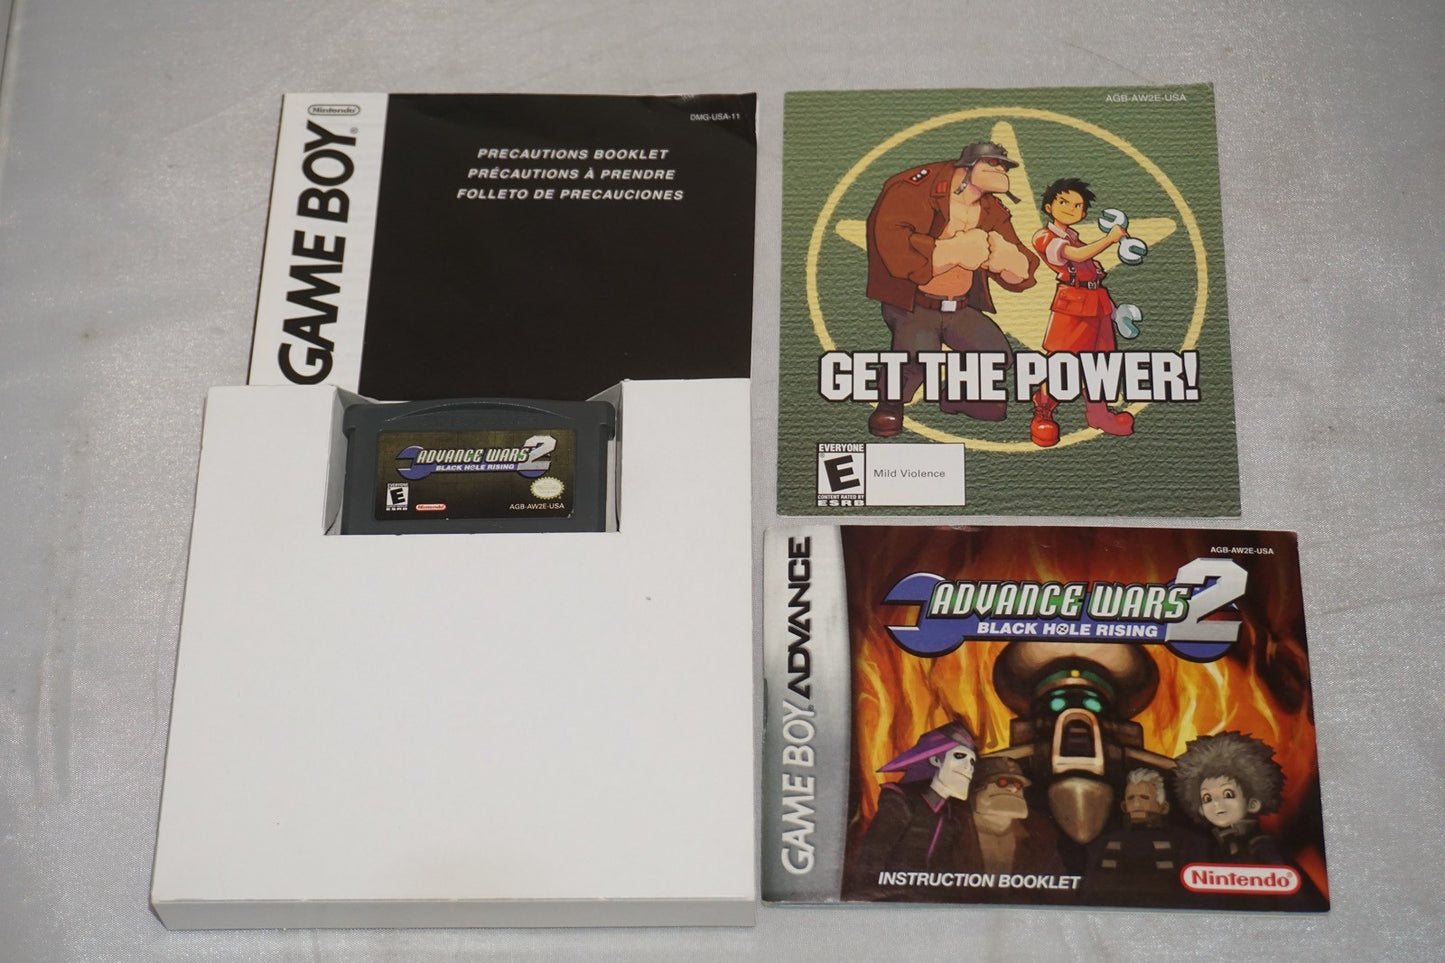 Nintendo
GAME BOY
DMG-USA-11
PRECAUTIONS BOOKLET
PRÉCAUTIONS À PRENDRE
FOLLETO DE PRECAUCIONES
ADVANCE WARS 2
BLACK HOLE RISING
EVERYONE
E
ESRB
Nintendo
AGB-AW2E-USA
AGB-AW2E-USA
GET THE POWER!
EVERYONE
E
Mild Violence
CONTENT RATED BY
ESRB
GAME BOY ADVANCE
AGB-AW2E-USA
ADVANCE WARS 2
BLACK HOLE RISING
INSTRUCTION BOOKLET
Nintendo